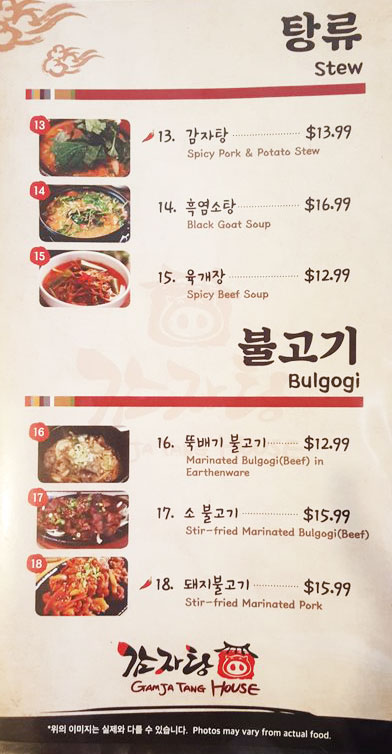 탕류
Stew
13
13. 감자탕 $13.99
Spicy Pork & Potato Stew
14
14. 흑염소탕 $16.99
Black Goat Soup
15
15. 육개장 $12.99
Spicy Beef Soup
불고기
Bulgogi
16
16. 뚝배기 불고기 $12.99
Marinated Bulgogi(Beef) in
Earthenware
17
17. 소 불고기 $15.99
Stir-fried Marinated Bulgogi(Beef)
18
18. 돼지불고기 $15.99
Stir-fried Marinated Pork
감자탕
GAMJA TANG HOUSE
*위의 이미지는 실제와 다를 수 있습니다. Photos may vary from actual food.